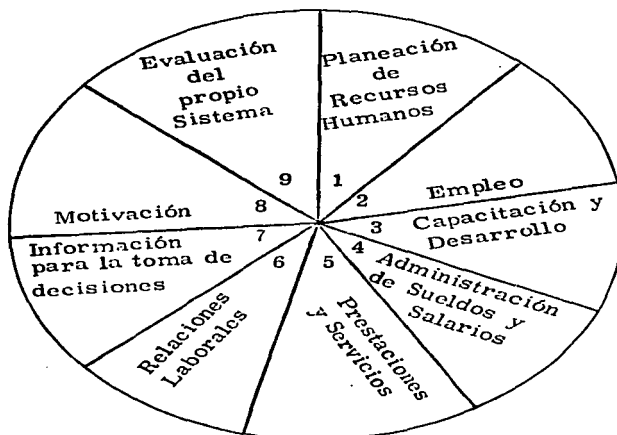 Planeación
de
Recursos
Humanos
1
2
Empleo
3
Capacitación y
Desarrollo
4
Administración
de Sueldos y
Salarios
5
Prestaciones
y Servicios
6
Relaciones
Laborales
7
Información
para la toma de
decisiones
8
Motivación
9
Evaluación
del
propio
Sistema